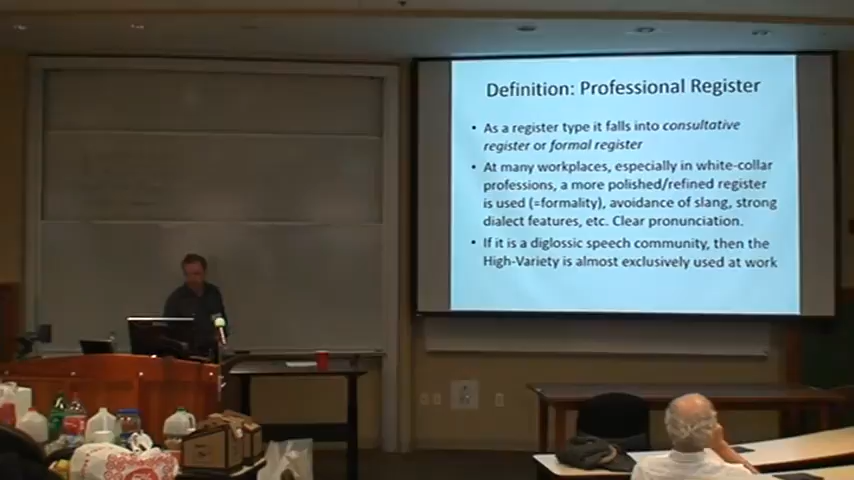 Definition: Professional Register
• As a register type it falls into consultative
register or formal register
• At many workplaces, especially in white-collar
professions, a more polished/refined register
is used (=formality), avoidance of slang, strong
dialect features, etc. Clear pronunciation.
• If it is a diglossic speech community, then the
High-Variety is almost exclusively used at work